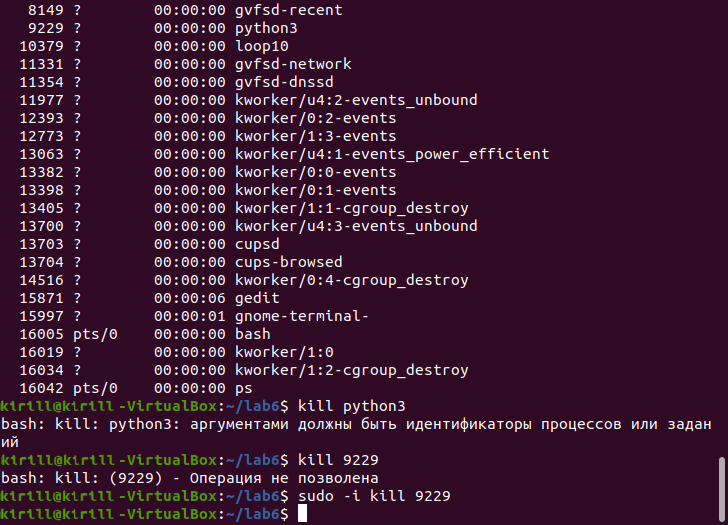 8149 ?        00:00:00 gvfsd-recent
9229 ?        00:00:00 python3
10379 ?        00:00:00 loop10
11331 ?        00:00:00 gvfsd-network
11354 ?        00:00:00 gvfsd-dnssd
11977 ?        00:00:00 kworker/u4:2-events_unbound
12393 ?        00:00:00 kworker/0:2-events
12773 ?        00:00:00 kworker/1:3-events
13063 ?        00:00:00 kworker/u4:1-events_power_efficient
13382 ?        00:00:00 kworker/0:0-events
13398 ?        00:00:00 kworker/0:1-events
13405 ?        00:00:00 kworker/1:1-cgroup_destroy
13700 ?        00:00:00 kworker/u4:3-events_unbound
13703 ?        00:00:00 cupsd
13704 ?        00:00:00 cups-browsed
14516 ?        00:00:00 kworker/0:4-cgroup_destroy
15871 ?        00:00:06 gedit
15997 ?        00:00:01 gnome-terminal-
16005 pts/0    00:00:00 bash
16019 ?        00:00:00 kworker/1:0
16034 ?        00:00:00 kworker/1:2-cgroup_destroy
16042 pts/0    00:00:00 ps
kirill@kirill-VirtualBox:~/lab6$ kill python3
bash: kill: python3: аргументами должны быть идентификаторы процессов или задан
ий
kirill@kirill-VirtualBox:~/lab6$ kill 9229
bash: kill: (9229) - Операция не позволена
kirill@kirill-VirtualBox:~/lab6$ sudo -i kill 9229
kirill@kirill-VirtualBox:~/lab6$